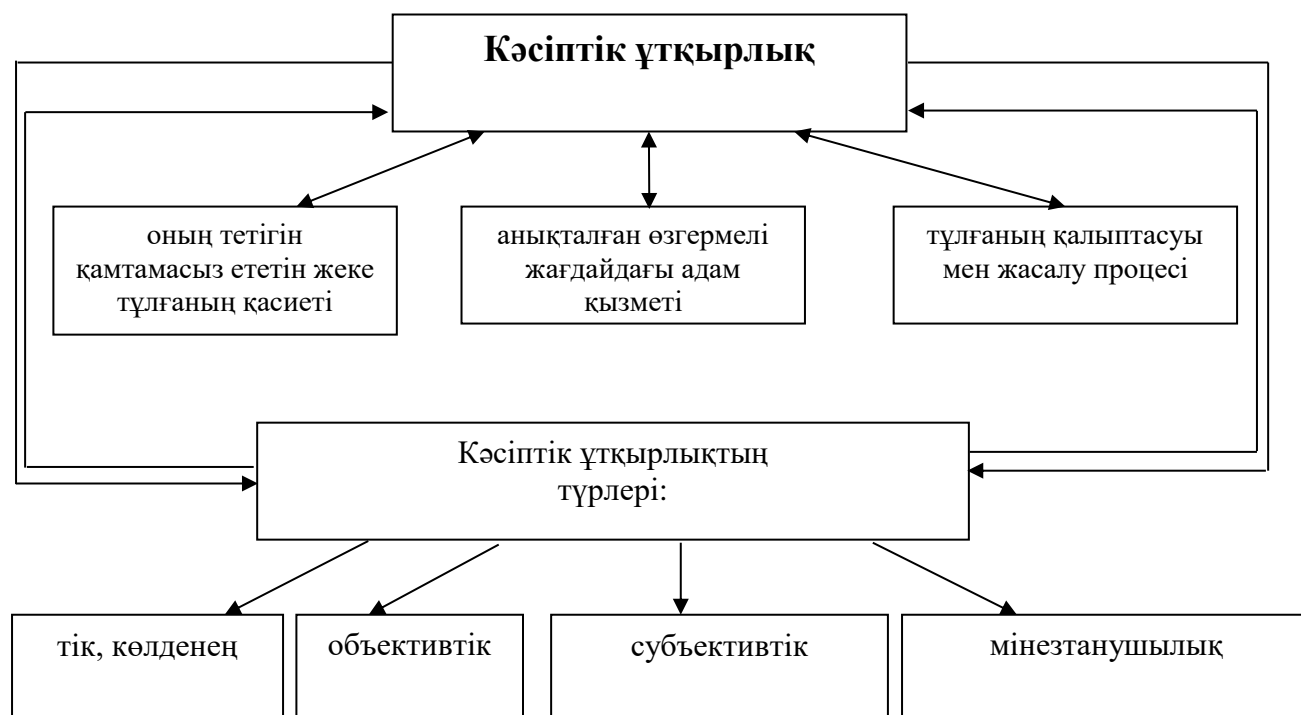 Кәсіптік ұтқырлық
оның тетігін
қамтамасыз ететін жеке
тұлғаның қасиеті
анықталған өзгермелі
жағдайдағы адам
қызметі
тұлғаның қалыптасуы
мен жасалу процесі
Кәсіптік ұтқырлықтың
түрлері:
тік, көлденең
объективтік
субъективтік
мінезтанушылық